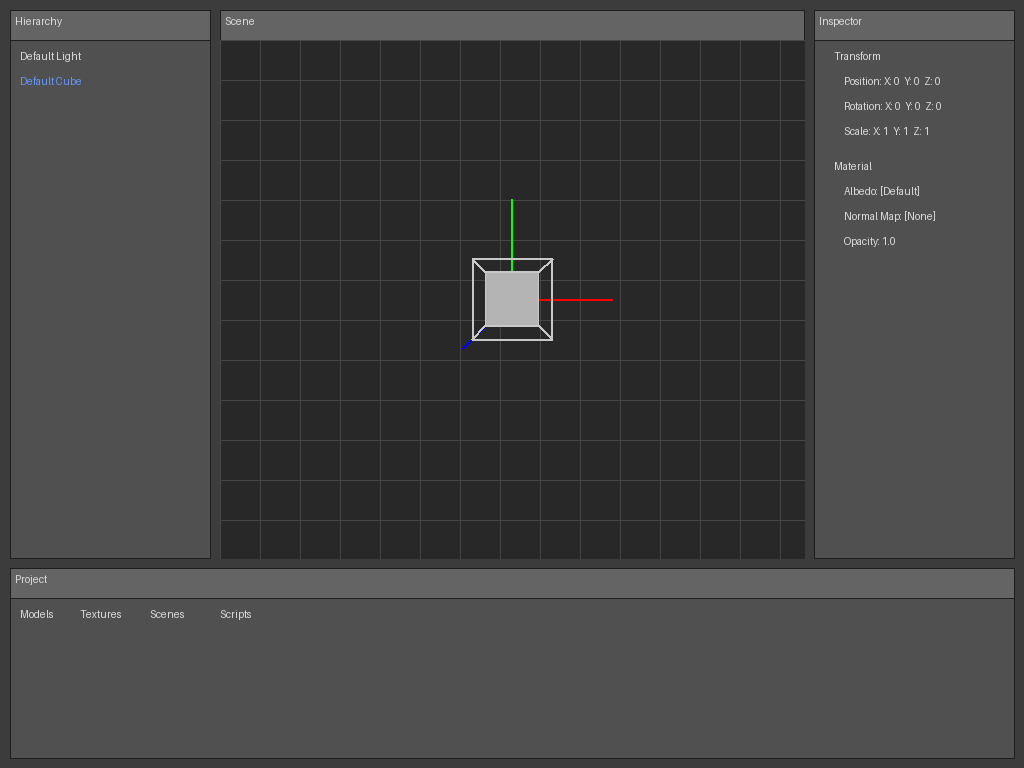 Hierarchy
Default Light
Default Cube
Scene
Inspector
Transform
Position: X: 0 Y: 0 Z: 0
Rotation: X: 0 Y: 0 Z: 0
Scale: X: 1 Y: 1 Z: 1
Material
Albedo: [Default]
Normal Map: [None]
Opacity: 1.0
Project
Models Textures Scenes Scripts